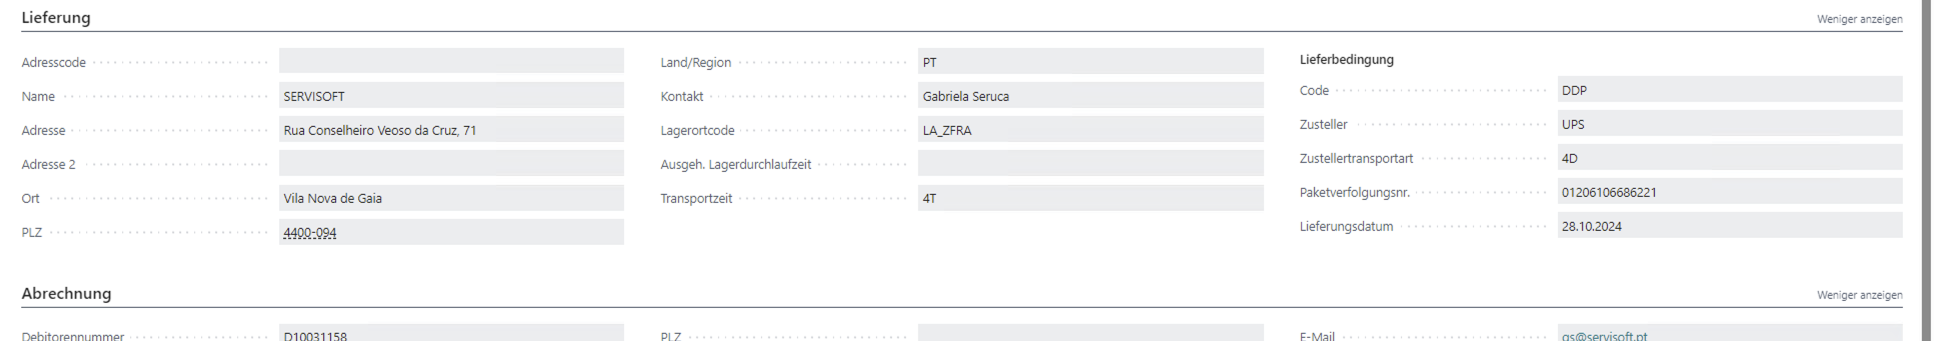 Lieferung
Weniger anzeigen
Adresscode
Name SERVISOFT
Adresse Rua Conselheiro Veoso da Cruz, 71
Adresse 2
Ort Vila Nova de Gaia
PLZ 4400-094
Land/Region PT
Kontakt Gabriela Seruca
Lagerortcode LA_ZFRA
Ausgeh. Lagerdurchlaufzeit
Transportzeit 4T
Lieferbedingung
Code DDP
Zusteller UPS
Zustellertransportart 4D
Paketverfolgungsnr. 01206106686221
Lieferungsdatum 28.10.2024
Abrechnung
Weniger anzeigen
Debitorennummer D10031158
PLZ
E-Mail gs@servisoft.pt